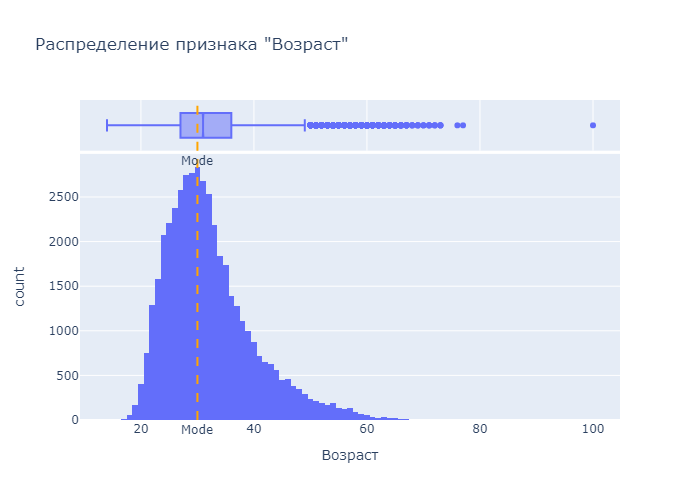 Распределение признака "Возраст"
Mode
2500
2000
1500
1000
500
0
count
20
40
60
80
100
Mode
Возраст